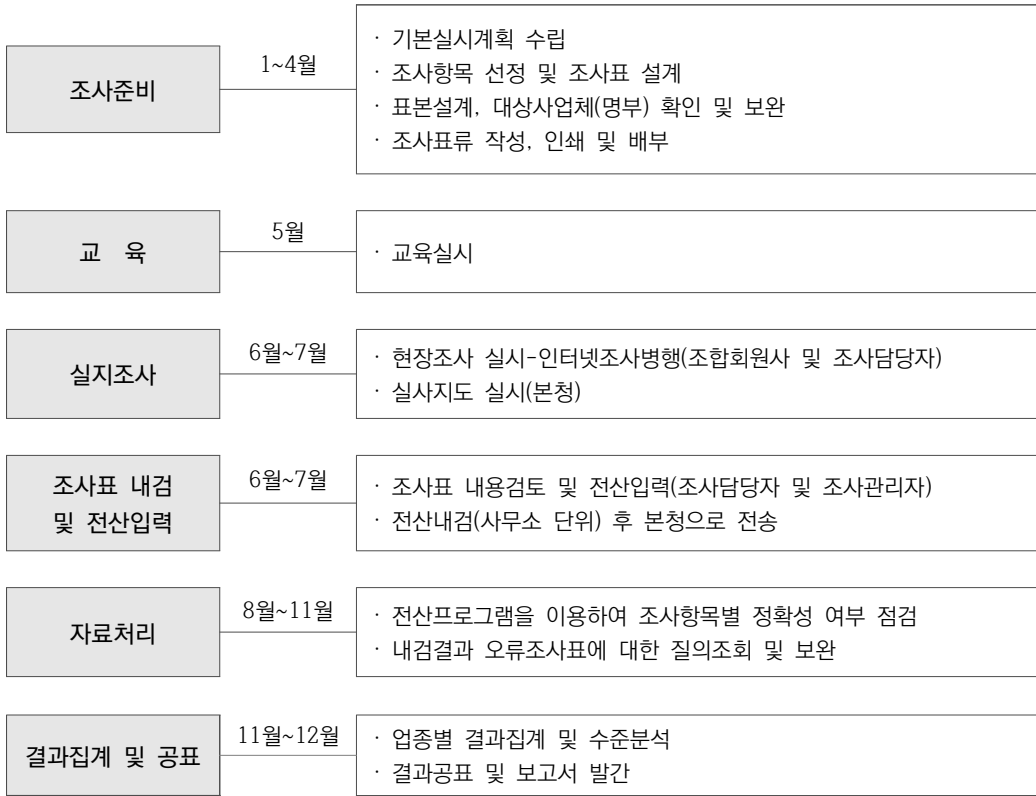 조사준비
1~4월
· 기본실시계획 수립
· 조사항목 선정 및 조사표 설계
· 표본설계, 대상사업체(명부) 확인 및 보완
· 조사표류 작성, 인쇄 및 배부
교 육
5월
· 교육실시
실지조사
6월~7월
· 현장조사 실시-인터넷조사병행(조합회원사 및 조사담당자)
· 실사지도 실시(본청)
조사표 내검
및 전산입력
6월~7월
· 조사표 내용검토 및 전산입력(조사담당자 및 조사관리자)
· 전산내검(사무소 단위) 후 본청으로 전송
자료처리
8월~11월
· 전산프로그램을 이용하여 조사항목별 정확성 여부 점검
· 내검결과 오류조사표에 대한 질의조회 및 보완
결과집계 및 공표
11월~12월
· 업종별 결과집계 및 수준분석
· 결과공표 및 보고서 발간